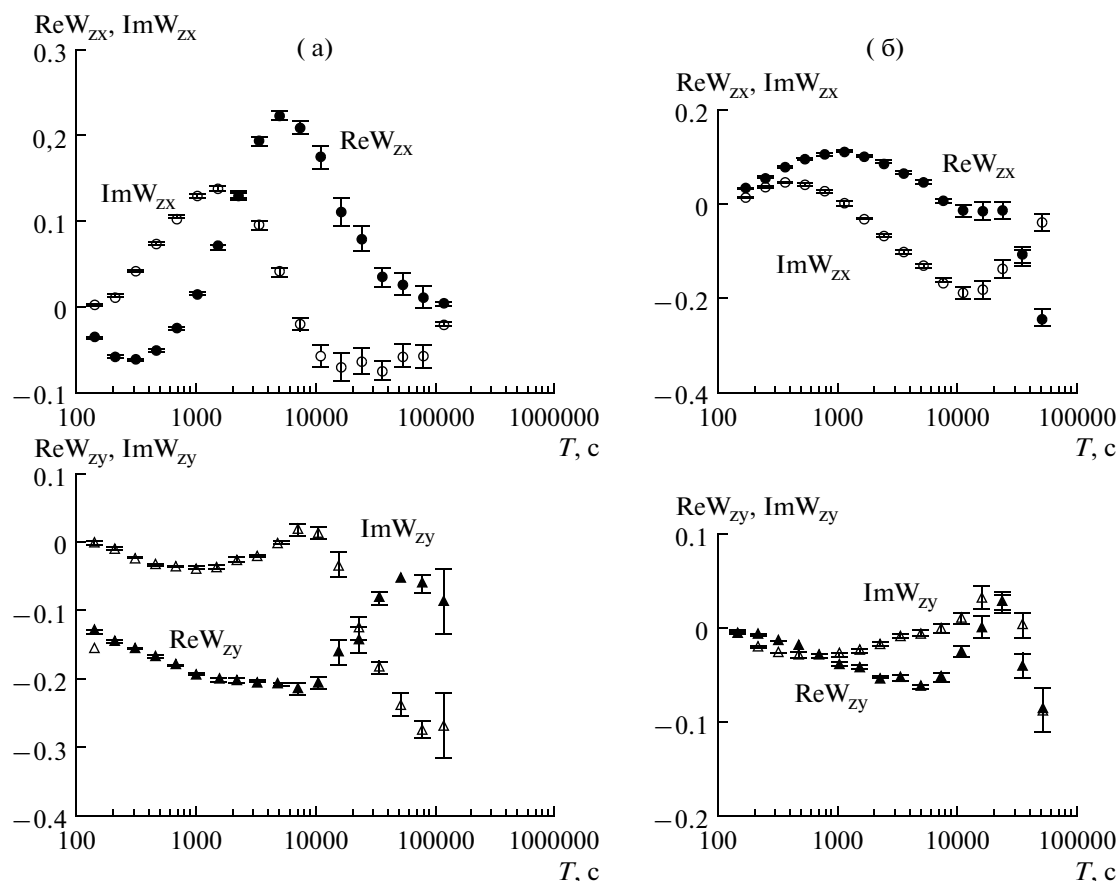 ReW_zx, ImW_zx
(а)
0.3
0.2
0.1
0
−0.1
ReW_zx
ImW_zx
100 1000 10000 100000 1000000
T, с
(б)
ReW_zx, ImW_zx
0.2
0
−0.2
−0.4
ReW_zx
ImW_zx
100 1000 10000 100000
T, с
ReW_zy, ImW_zy
0.1
0
−0.1
−0.2
−0.3
−0.4
ImW_zy
ReW_zy
100 1000 10000 100000 1000000
T, с
ReW_zy, ImW_zy
0.1
0
−0.1
−0.2
ImW_zy
ReW_zy
100 1000 10000 100000
T, с